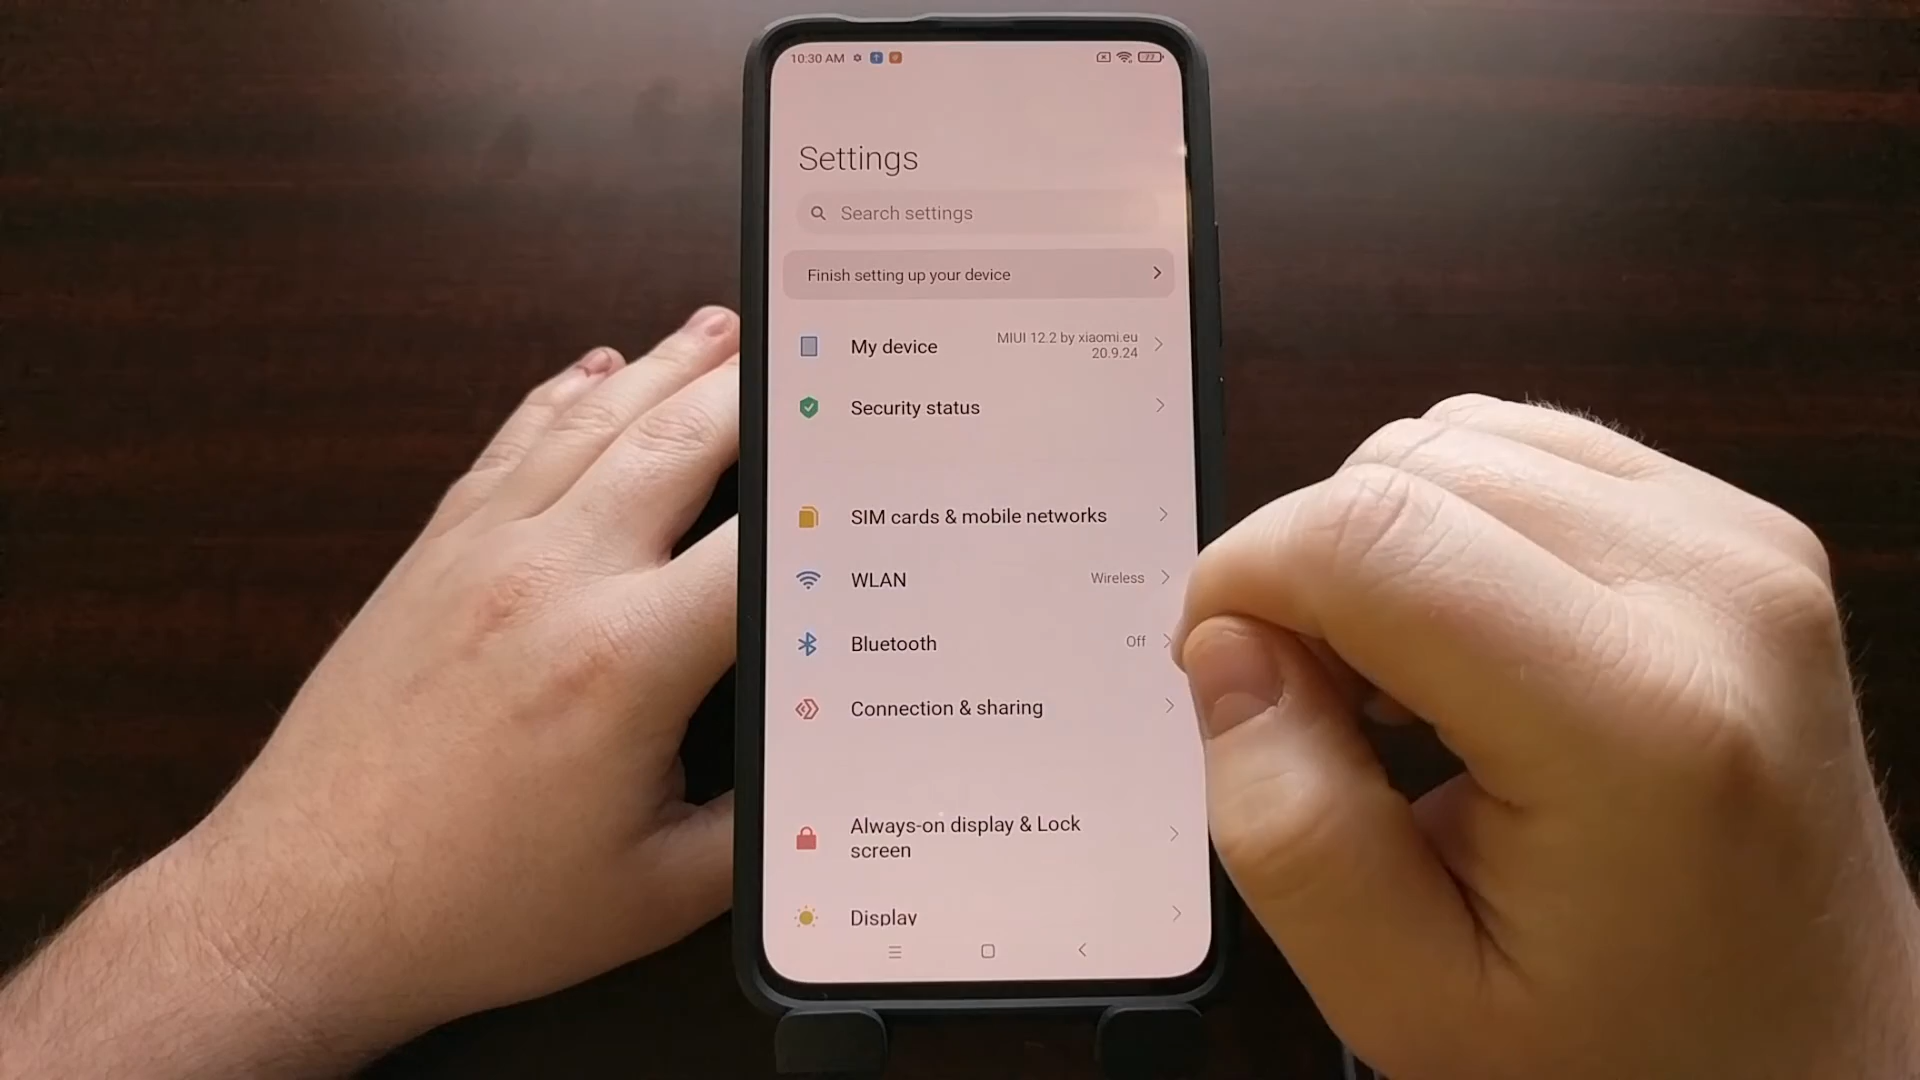 10:30 AM
77
Settings
Search settings
Finish setting up your device
My device
MIUI 12.2 by xiaomi.eu
20.9.24
Security status
SIM cards & mobile networks
WLAN
Wireless
Bluetooth
Off
Connection & sharing
Always-on display & Lock
screen
Display